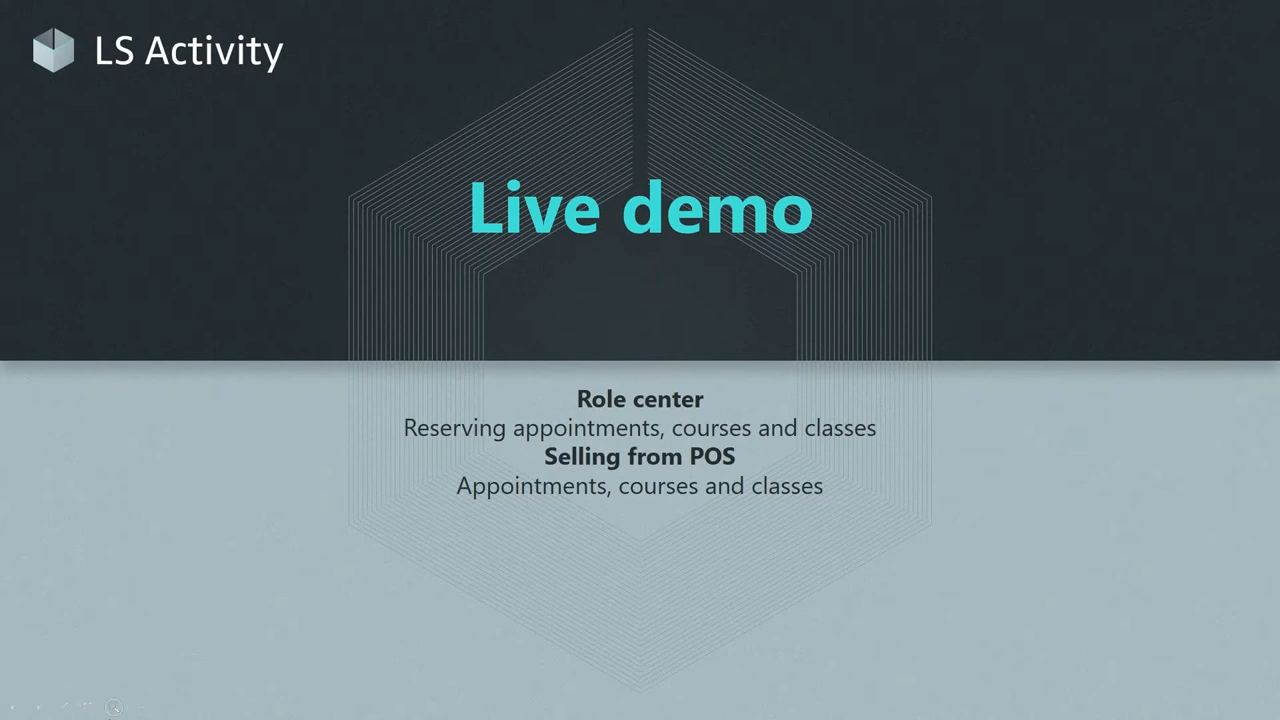 LS Activity
Live demo
Role center
Reserving appointments, courses and classes
Selling from POS
Appointments, courses and classes